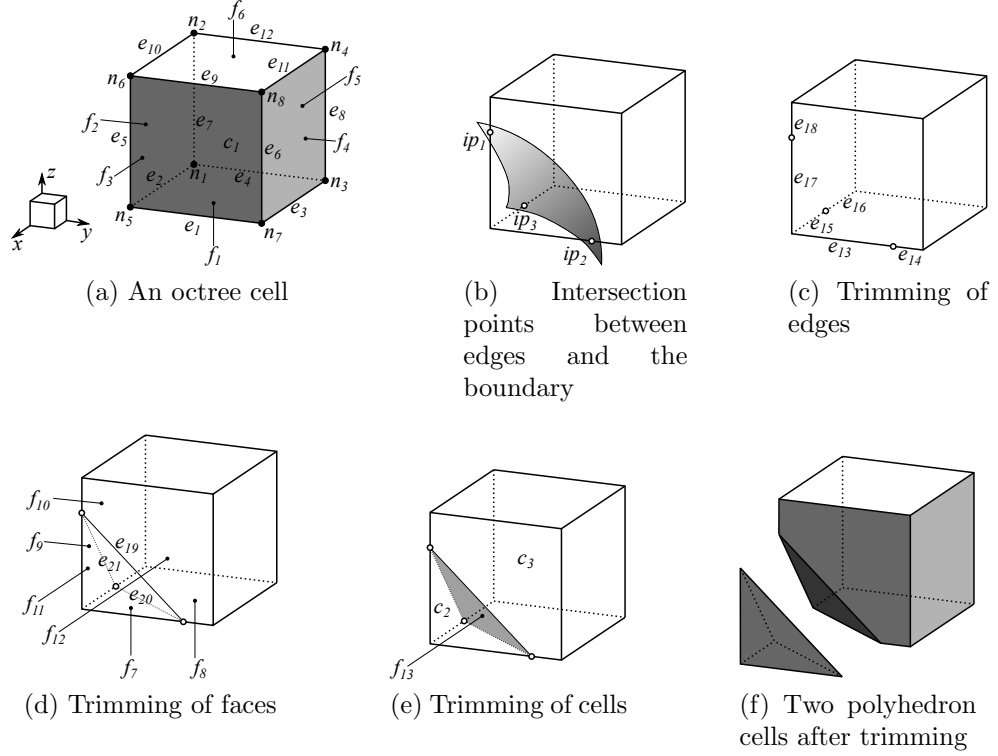 n2
f6
e12
n4
e10
e11
f5
n6
e9
n8
f2
e5
e7
c1
e6
e8
f4
f3
e2
n1
e4
n3
z
n5
e1
e3
n7
x
y
f1
(a) An octree cell
ip1
ip3
ip2
(b) Intersection
points between
edges and the
boundary
e18
e17
e16
e15
e13
e14
(c) Trimming of
edges
f10
f9
e19
e21
f11
e20
f12
f7
f8
(d) Trimming of faces
c3
c2
f13
(e) Trimming of cells
(f) Two polyhedron
cells after trimming